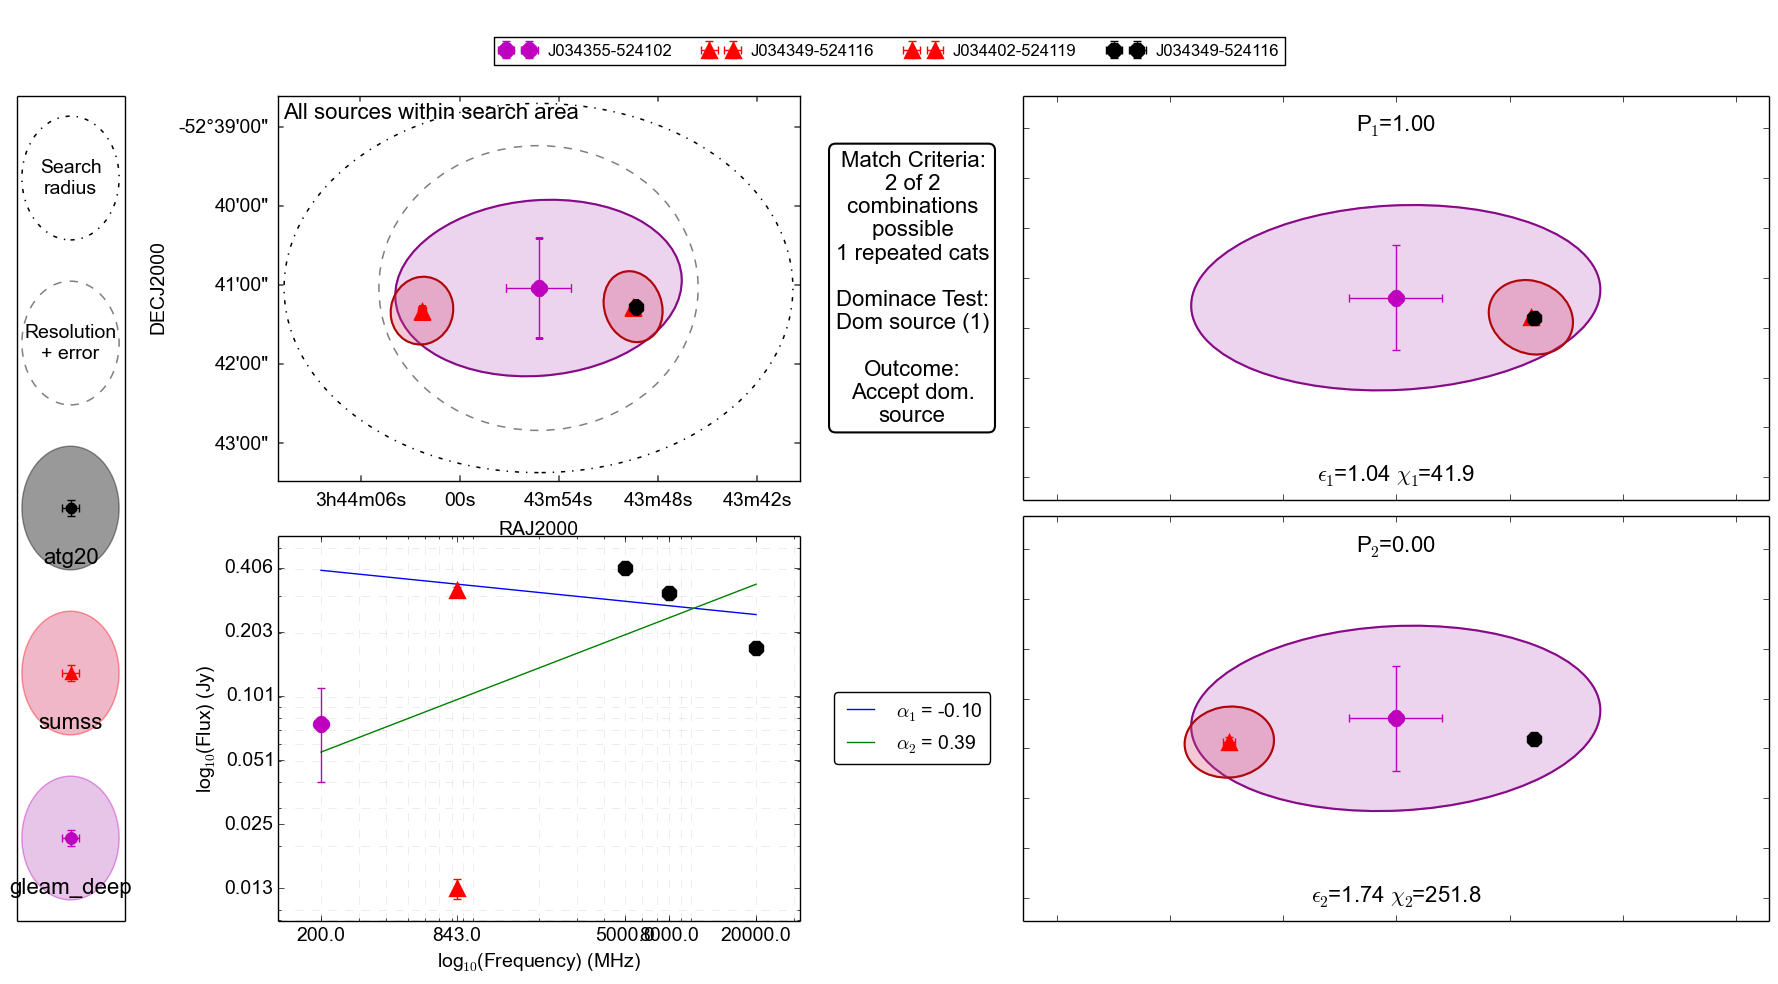 J034355-524102 J034349-524116 J034402-524119 J034349-524116
Search
radius
Resolution
+ error
atg20
sumss
gleam_deep
All sources within search area
-52°39'00"
40'00"
41'00"
42'00"
43'00"
DECJ2000
3h44m06s 00s 43m54s 43m48s 43m42s
RAJ2000
Match Criteria:
2 of 2
combinations
possible
1 repeated cats
Dominace Test:
Dom source (1)
Outcome:
Accept dom.
source
P₁=1.00
ϵ₁=1.04 χ₁=41.9
0.406
0.203
0.101
0.051
0.025
0.013
log₁₀(Flux) (Jy)
200.0 843.0 5000.0 8000.0 20000.0
log₁₀(Frequency) (MHz)
α₁ = -0.10
α₂ = 0.39
P₂=0.00
ϵ₂=1.74 χ₂=251.8